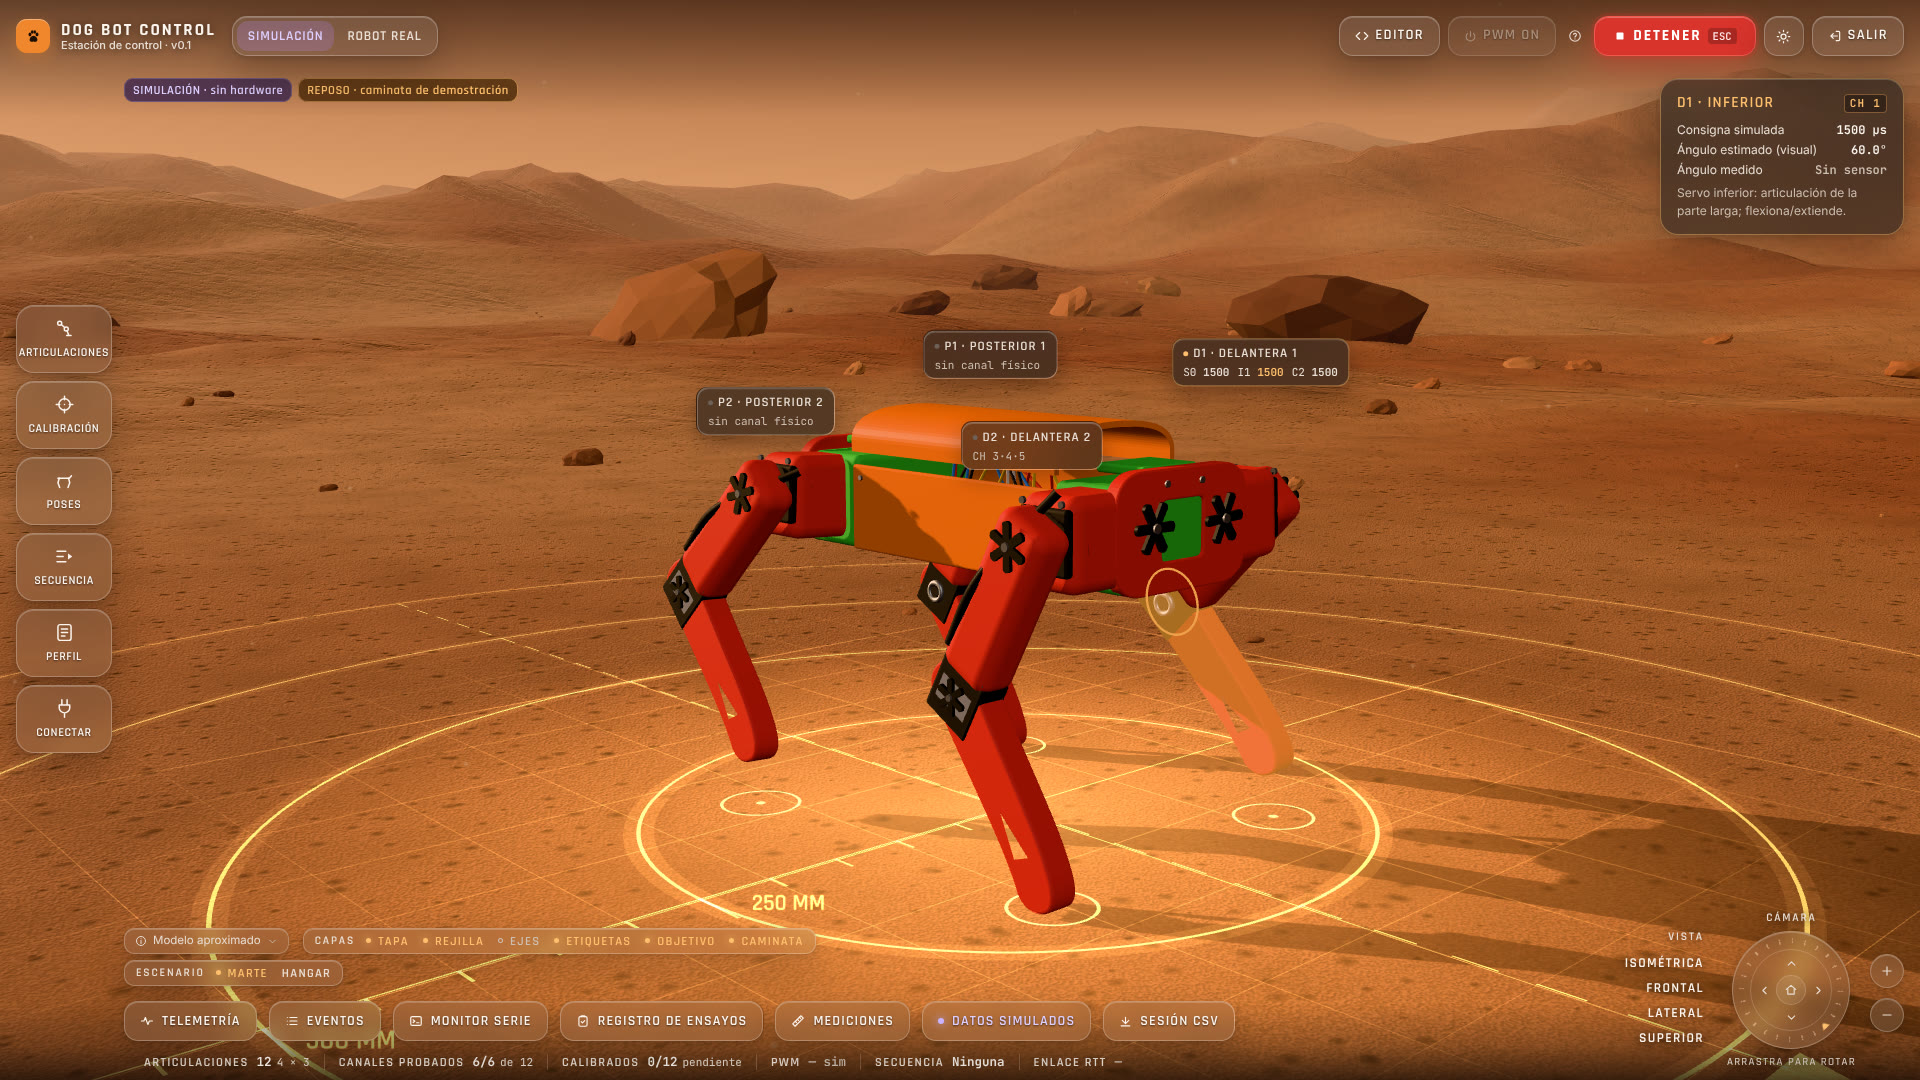 DOG BOT CONTROL
Estación de control · v0.1
SIMULACIÓN
ROBOT REAL
EDITOR
PWM ON
DETENER ESC
SALIR
SIMULACIÓN · sin hardware
REPOSO · caminata de demostración
D1 · INFERIOR
CH 1
Consigna simulada 1500 µs
Ángulo estimado (visual) 60.0°
Ángulo medido Sin sensor
Servo inferior: articulación de la
parte larga; flexiona/extiende.
ARTICULACIONES
CALIBRACIÓN
POSES
SECUENCIA
PERFIL
CONECTAR
P1 · POSTERIOR 1
sin canal físico
D1 · DELANTERA 1
S0 1500 I1 1500 C2 1500
P2 · POSTERIOR 2
sin canal físico
D2 · DELANTERA 2
CH 3·4·5
250 MM
500 MM
Modelo aproximado
CAPAS TAPA REJILLA EJES ETIQUETAS OBJETIVO CAMINATA
ESCENARIO MARTE HANGAR
TELEMETRÍA
EVENTOS
MONITOR SERIE
REGISTRO DE ENSAYOS
MEDICIONES
DATOS SIMULADOS
SESIÓN CSV
ARTICULACIONES 12 4 × 3
CANALES PROBADOS 6/6 de 12
CALIBRADOS 0/12 pendiente
PWM — sim
SECUENCIA Ninguna
ENLACE RTT —
CÁMARA
VISTA
ISOMÉTRICA
FRONTAL
LATERAL
SUPERIOR
ARRASTRA PARA ROTAR